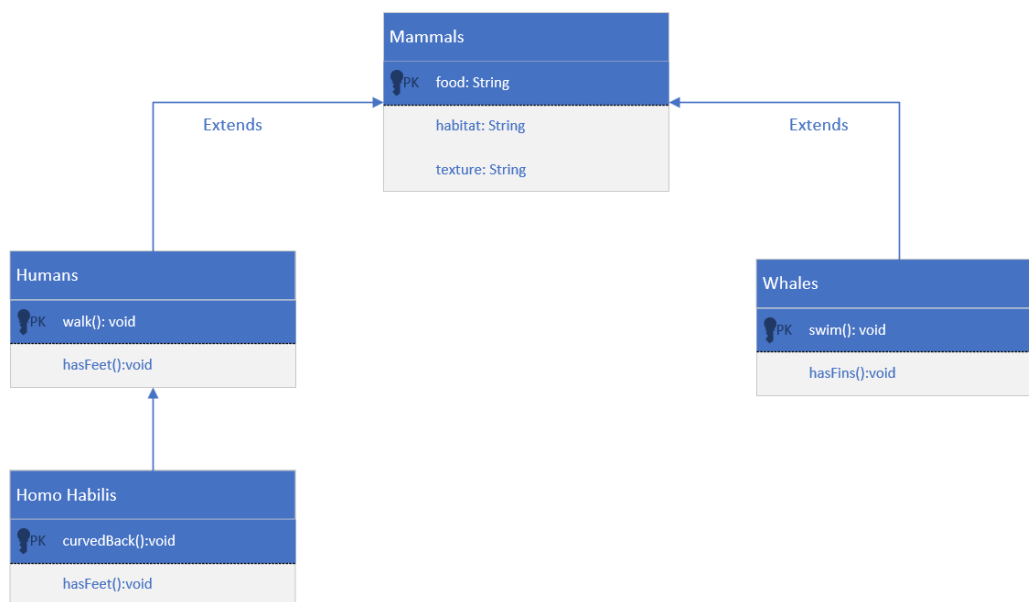 Mammals
PK food: String
Extends
Extends
habitat: String
texture: String
Humans
PK walk(): void
hasFeet():void
Whales
PK swim(): void
hasFins():void
Homo Habilis
PK curvedBack():void
hasFeet():void